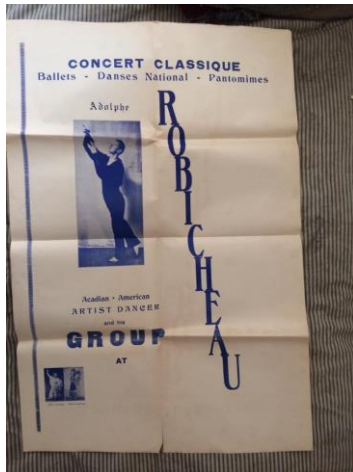 CONCERT CLASSIQUE
Ballets - Danses National - Pantomimes
Adolphe
ROBICHEAU
Acadian - American
ARTIST DANCER
and his
GROUP
AT